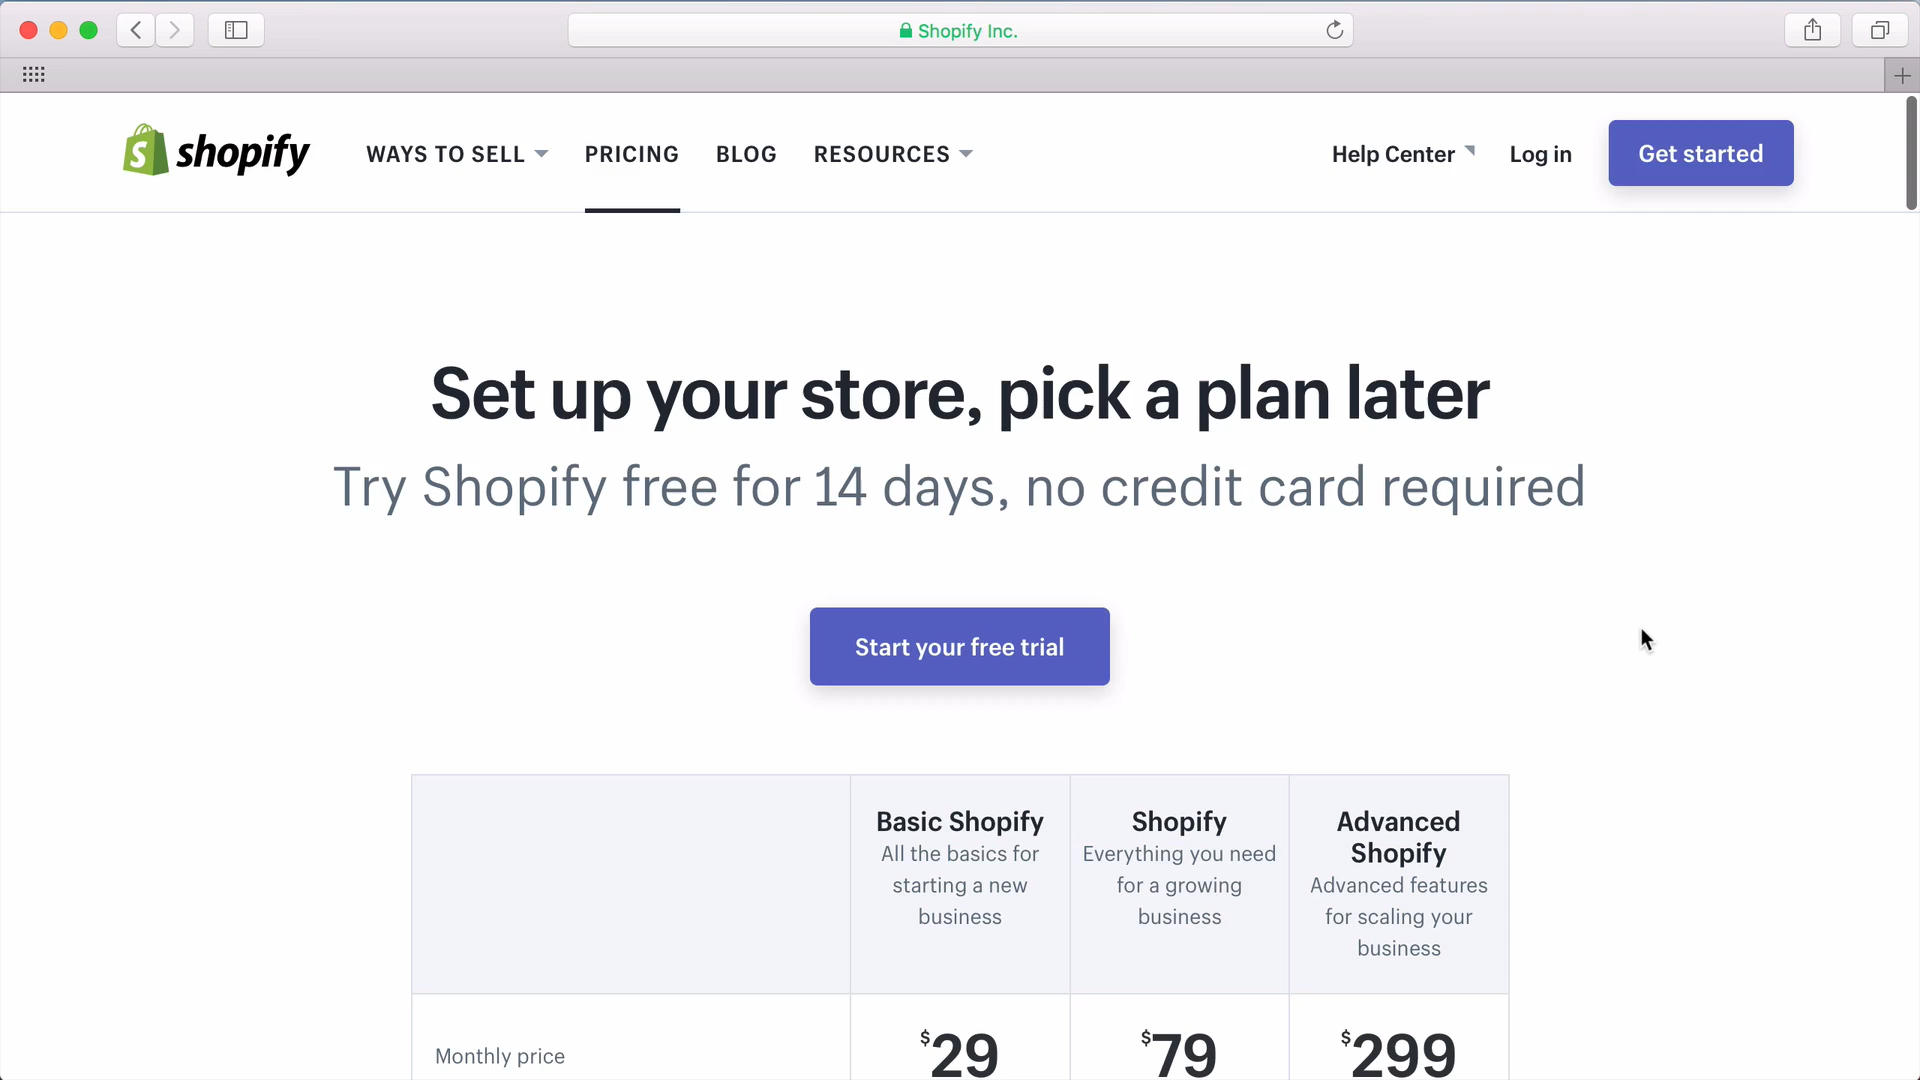 Shopify Inc.
shopify WAYS TO SELL PRICING BLOG RESOURCES Help Center Log in Get started
Set up your store, pick a plan later
Try Shopify free for 14 days, no credit card required
Start your free trial
Basic Shopify
All the basics for
starting a new
business
Shopify
Everything you need
for a growing
business
Advanced
Shopify
Advanced features
for scaling your
business
Monthly price $29 $79 $299